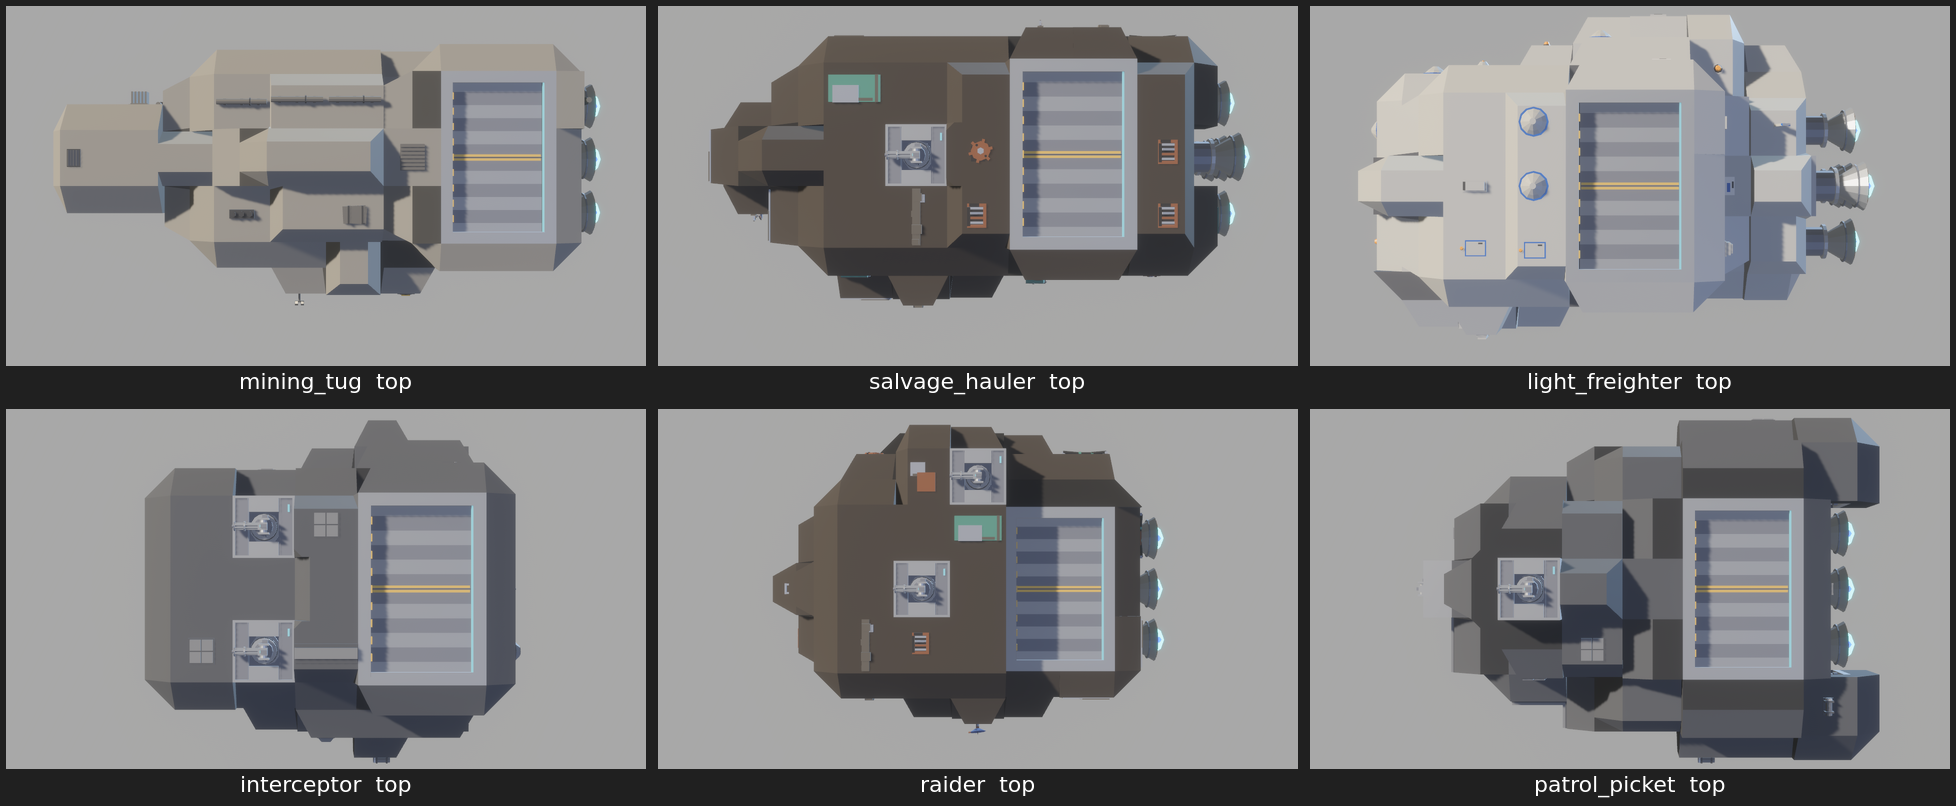 mining_tug top
salvage_hauler top
light_freighter top
interceptor top
raider top
patrol_picket top